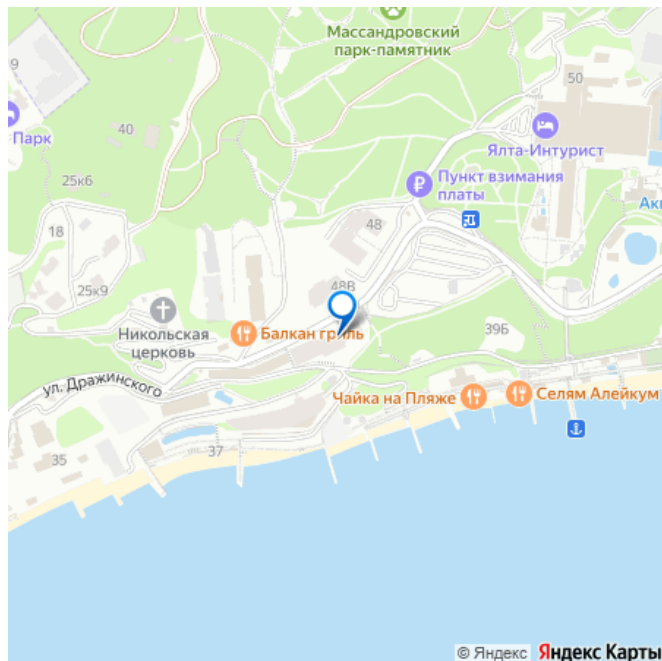 Массандровский
парк-памятник
9
50
Парк
40
Ялта-Интурист
25к6
Пункт взимания
платы
Ак
18
48
25к9
48В
Никольская
церковь
Балкан гриль
39Б
ул. Дражинского
Чайка на Пляже
Селям Алейкум
35
37
© Яндекс Яндекс Карты